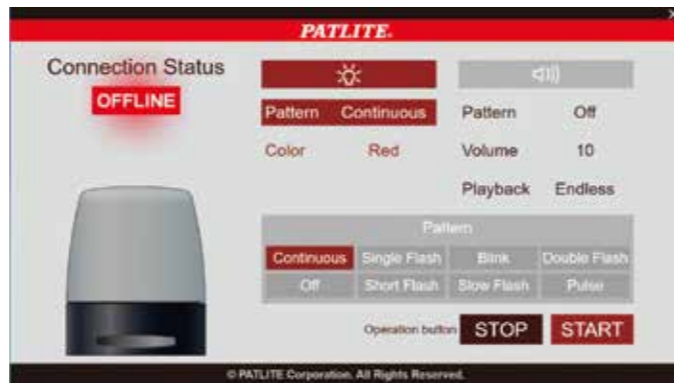 x
PATLITE.
Connection Status
OFFLINE
Pattern Continuous
Color Red
Pattern Off
Volume 10
Playback Endless
Pattern
Continuous Single Flash Blink Double Flash
Off Short Flash Slow Flash Pulse
Operation button STOP START
© PATLITE Corporation. All Rights Reserved.